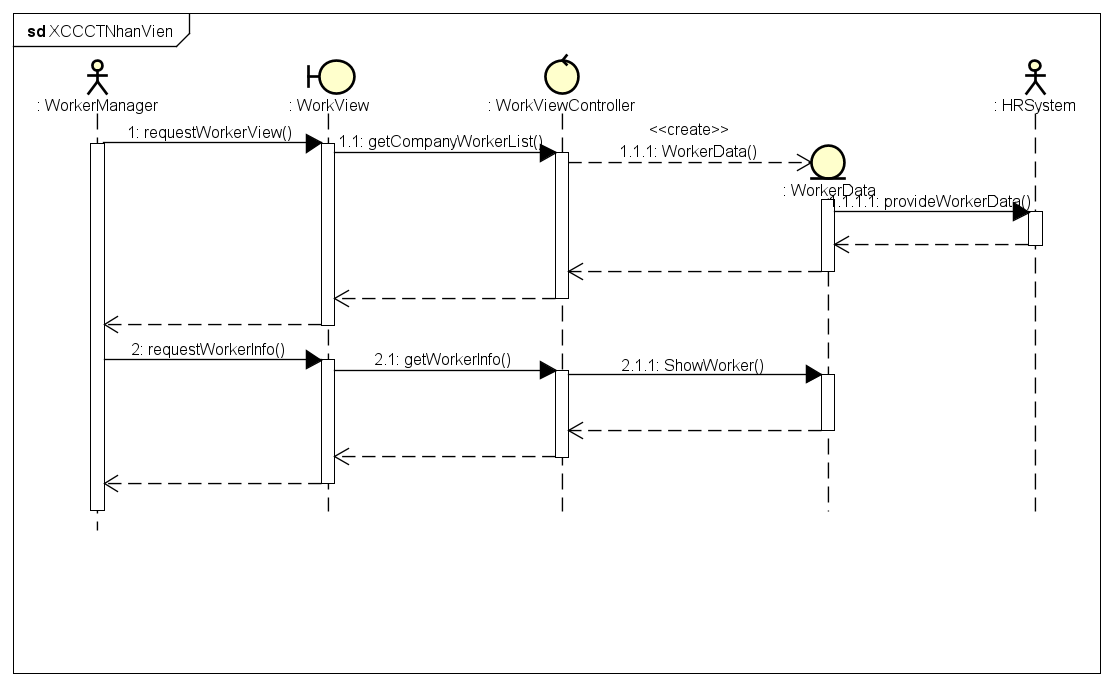 sd XCCCTNhanVien
: WorkerManager
: WorkView
: WorkViewController
: HRSystem
<<create>>
1: requestWorkerView()
1.1: getCompanyWorkerList()
1.1.1: WorkerData()
: WorkerData
1.1.1.1: provideWorkerData()
2: requestWorkerInfo()
2.1: getWorkerInfo()
2.1.1: ShowWorker()